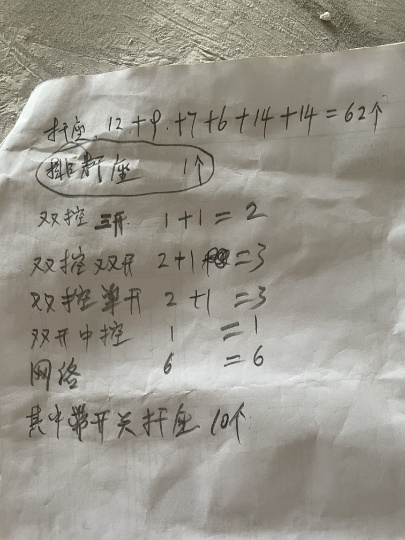 插座. 12.+9.+7+6+14+14=62个
排插座 1个
双控三开 1+1=2
双控双开 2+1=3
双控单开 2+1=3
双开中控 1 =1
网络 6 =6
其中带开关插座 10个